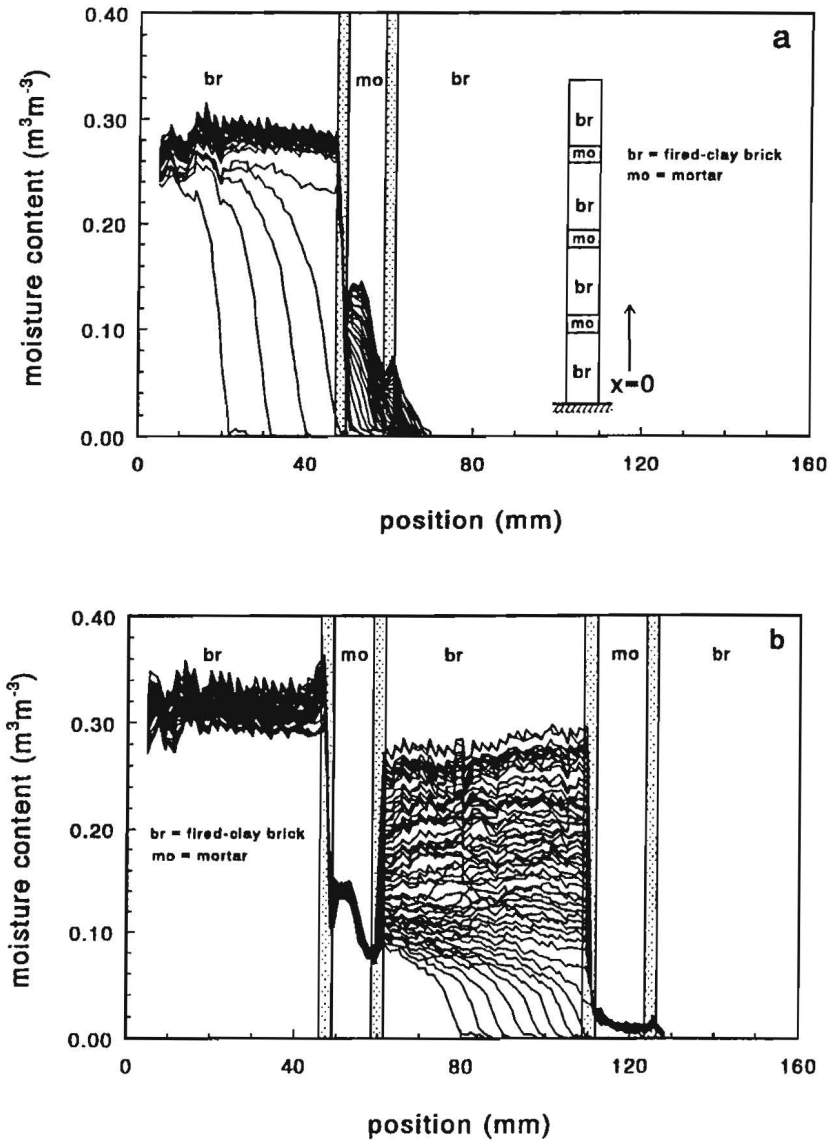 0.40
0.30
0.20
0.10
0.00
moisture content (m³m⁻³)
br
mo
br
a
br
mo
br
mo
br
mo
br
x=0
br = fired-clay brick
mo = mortar
0
40
80
120
160
position (mm)
0.40
0.30
0.20
0.10
0.00
moisture content (m³m⁻³)
br
mo
br
mo
br
b
br = fired-clay brick
mo = mortar
0
40
80
120
160
position (mm)